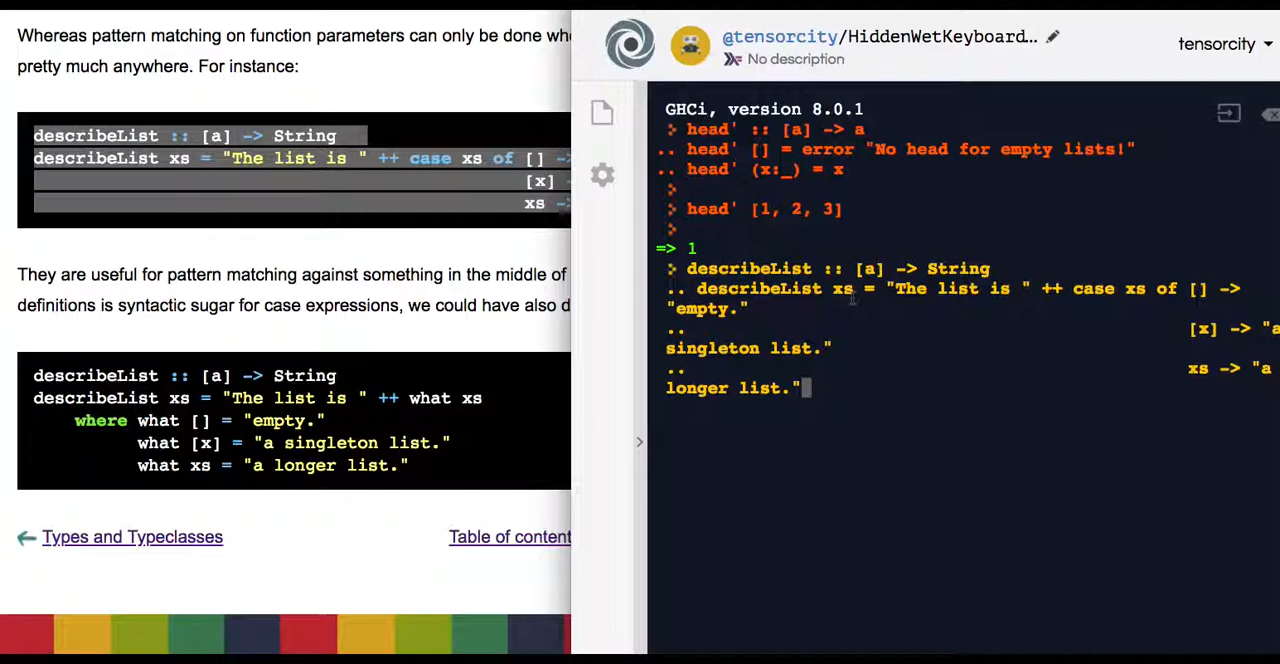 Whereas pattern matching on function parameters can only be done
pretty much anywhere. For instance:
describeList :: [a] -> String
describeList xs = "The list is " ++ case xs of [] ->
[x]
xs ->
They are useful for pattern matching against something in the middle of
definitions is syntactic sugar for case expressions, we could have also
describeList :: [a] -> String
describeList xs = "The list is " ++ what xs
where what [] = "empty."
what [x] = "a singleton list."
what xs = "a longer list."
Types and Typeclasses
Table of content
@tensorcity/HiddenWetKeyboard...
No description
tensorcity
GHCi, version 8.0.1
head' :: [a] -> a
.. head' [] = error "No head for empty lists!"
.. head' (x:_) = x
head' [1, 2, 3]
=> 1
describeList :: [a] -> String
.. describeList xs = "The list is " ++ case xs of [] ->
"empty."
.. [x] -> "a
singleton list."
.. xs -> "a
longer list."